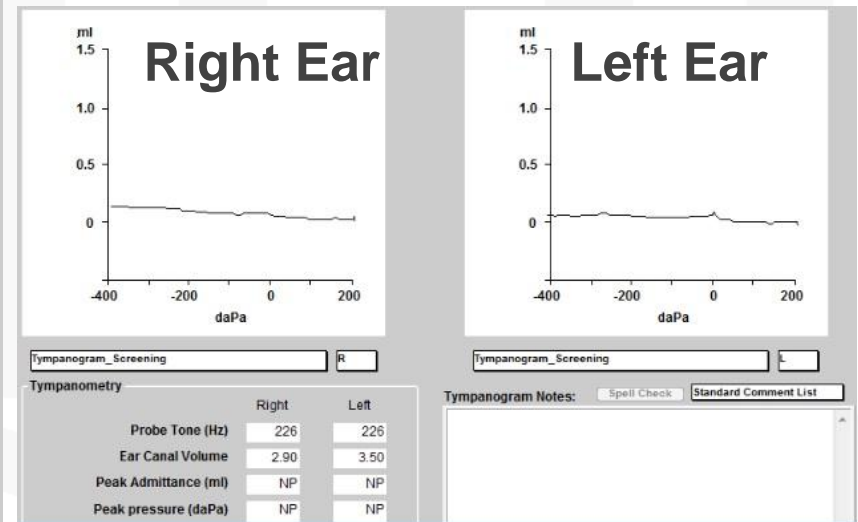 Right Ear
ml
1.5
1.0
0.5
0
-400 -200 0 200
daPa
Tympanogram_Screening R
Left Ear
ml
1.5
1.0
0.5
0
-400 -200 0 200
daPa
Tympanogram_Screening L
Tympanometry
Right Left
Probe Tone (Hz) 226 226
Ear Canal Volume 2.90 3.50
Peak Admittance (ml) NP NP
Peak pressure (daPa) NP NP
Tympanogram Notes: Spell Check Standard Comment List